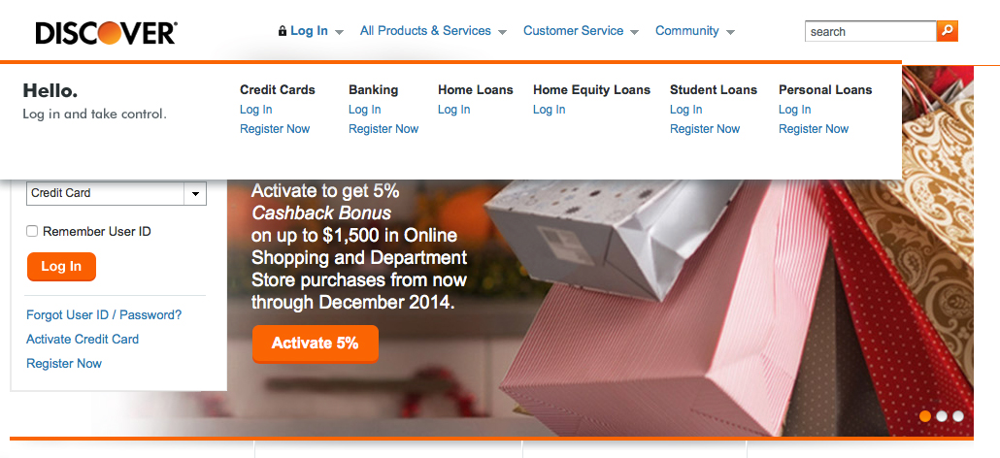 DISCOVER
Log In All Products & Services Customer Service Community search
Hello.
Log in and take control.
Credit Cards Banking Home Loans Home Equity Loans Student Loans Personal Loans
Log In Log In Log In Log In Log In Log In
Register Now Register Now Register Now Register Now
Credit Card
Remember User ID
Log In
Forgot User ID / Password?
Activate Credit Card
Register Now
Activate to get 5%
Cashback Bonus
on up to $1,500 in Online
Shopping and Department
Store purchases from now
through December 2014.
Activate 5%